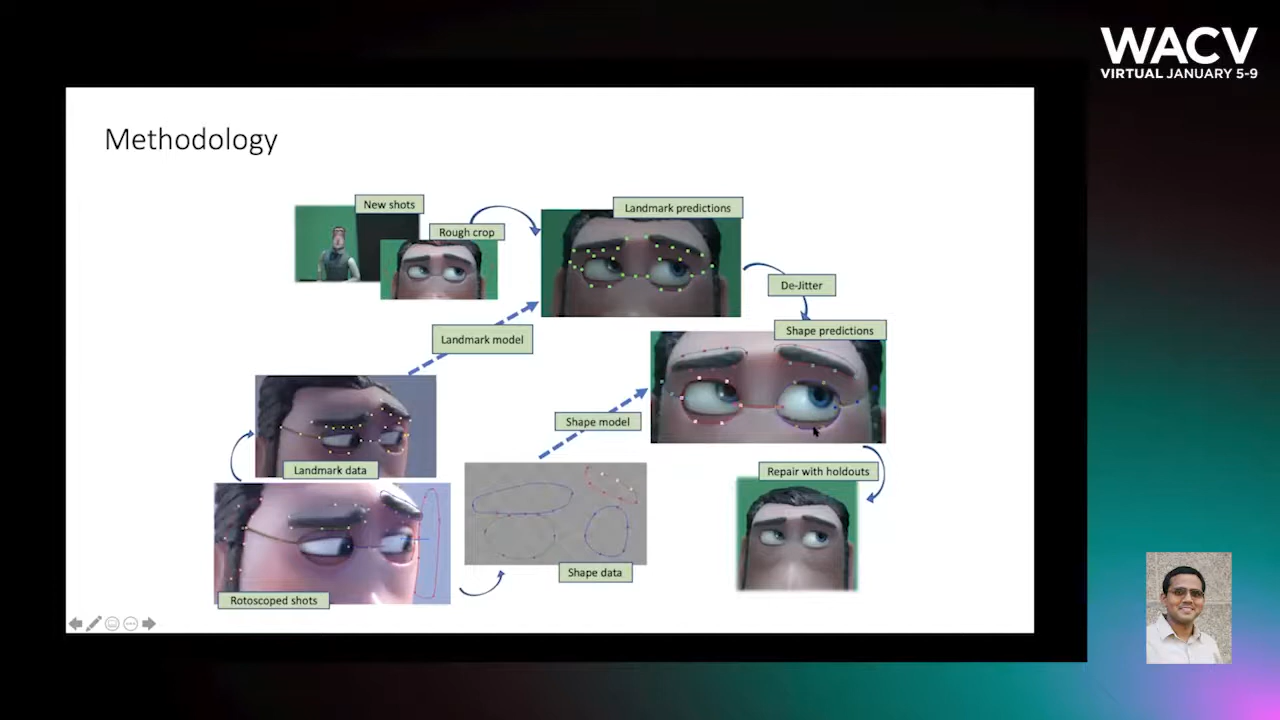 WACV
VIRTUAL JANUARY 5-9
Methodology
New shots
Rough crop
Landmark predictions
De-Jitter
Shape predictions
Landmark model
Shape model
Landmark data
Repair with holdouts
Shape data
Rotoscoped shots